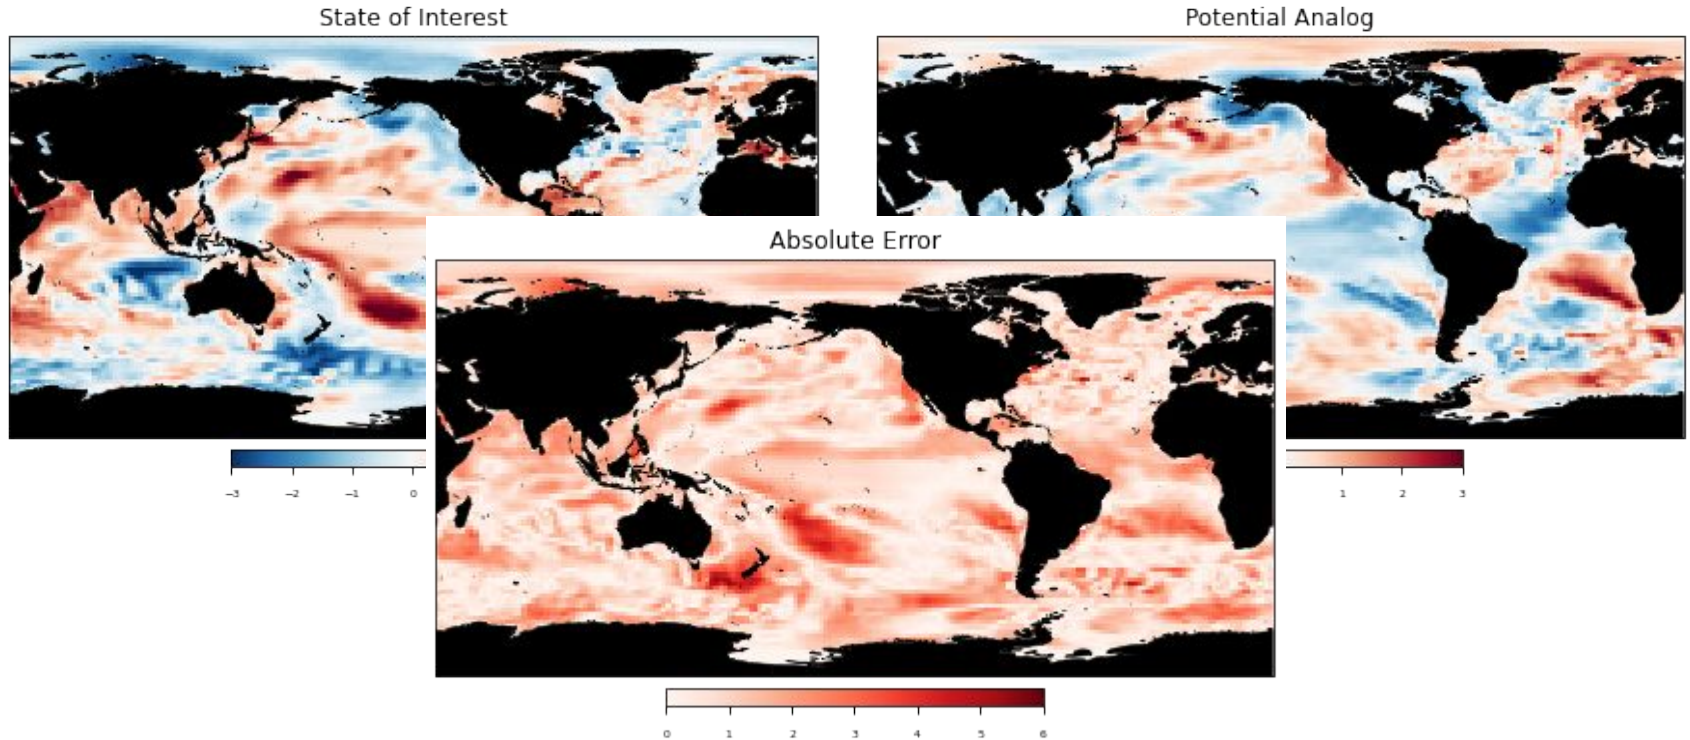 State of Interest
Potential Analog
Absolute Error
−3 −2 −1 0
1 2 3
0 1 2 3 4 5 6